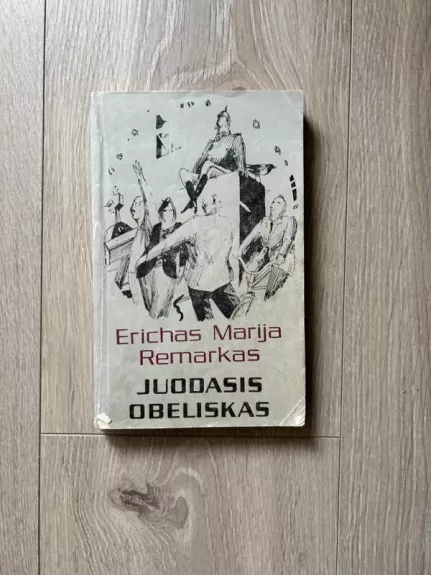 Erichas Marija
Remarkas
JUODASIS
OBELISKAS